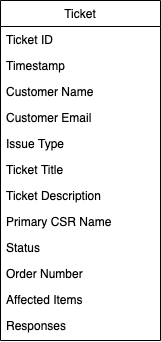 Ticket
Ticket ID
Timestamp
Customer Name
Customer Email
Issue Type
Ticket Title
Ticket Description
Primary CSR Name
Status
Order Number
Affected Items
Responses